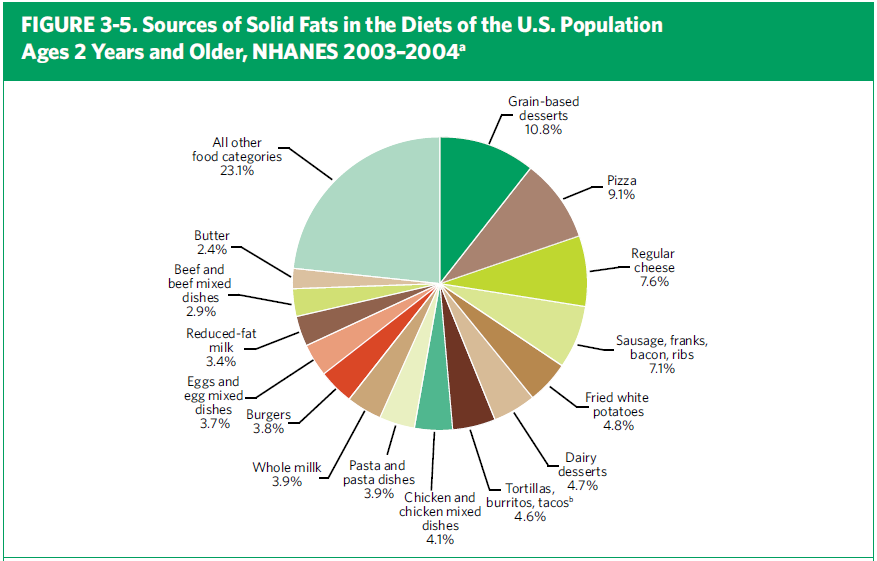 FIGURE 3-5. Sources of Solid Fats in the Diets of the U.S. Population
Ages 2 Years and Older, NHANES 2003–2004ᵃ
Grain-based
desserts
10.8%
Pizza
9.1%
Regular
cheese
7.6%
Sausage, franks,
bacon, ribs
7.1%
Fried white
potatoes
4.8%
Dairy
desserts
4.7%
Tortillas,
burritos, tacosᵇ
4.6%
Chicken and
chicken mixed
dishes
4.1%
Pasta and
pasta dishes
3.9%
Whole millk
3.9%
Burgers
3.8%
Eggs and
egg mixed
dishes
3.7%
Reduced-fat
milk
3.4%
Beef and
beef mixed
dishes
2.9%
Butter
2.4%
All other
food categories
23.1%